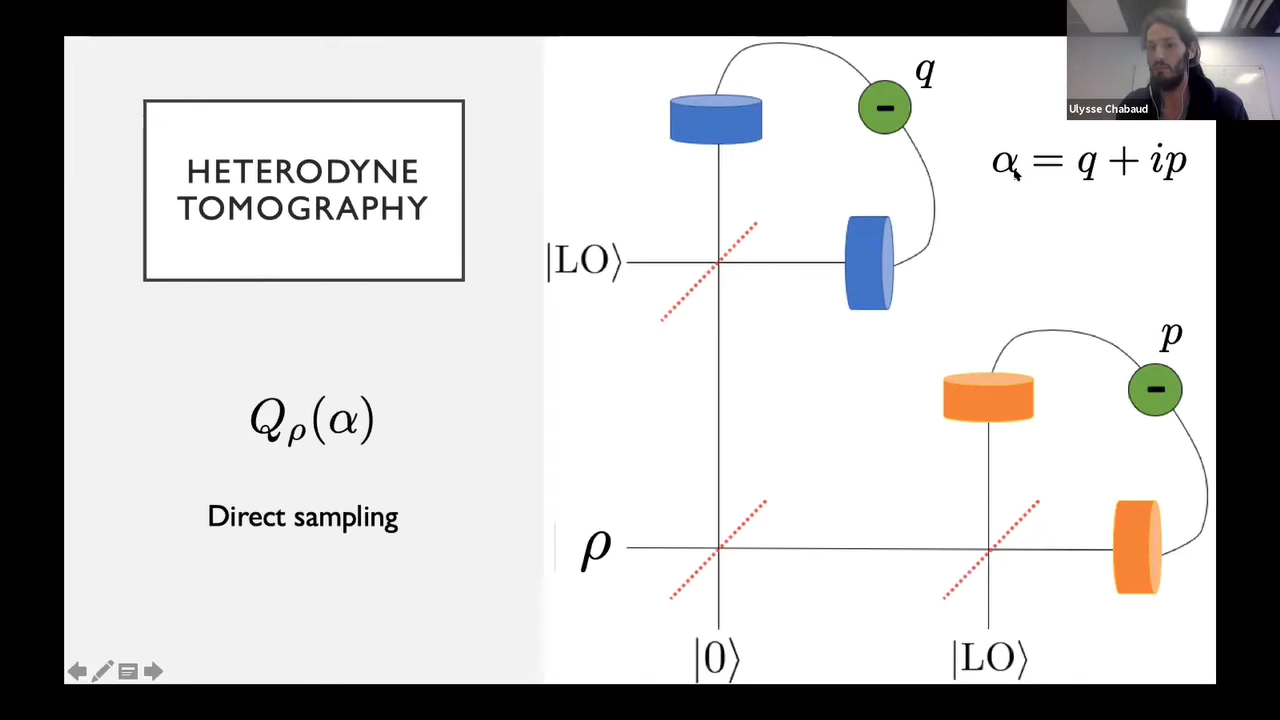 HETERODYNE
TOMOGRAPHY
Q_ρ(α)
Direct sampling
q
α = q + ip
|LO⟩
p
ρ
|0⟩
|LO⟩
-
-
Ulysse Chabaud